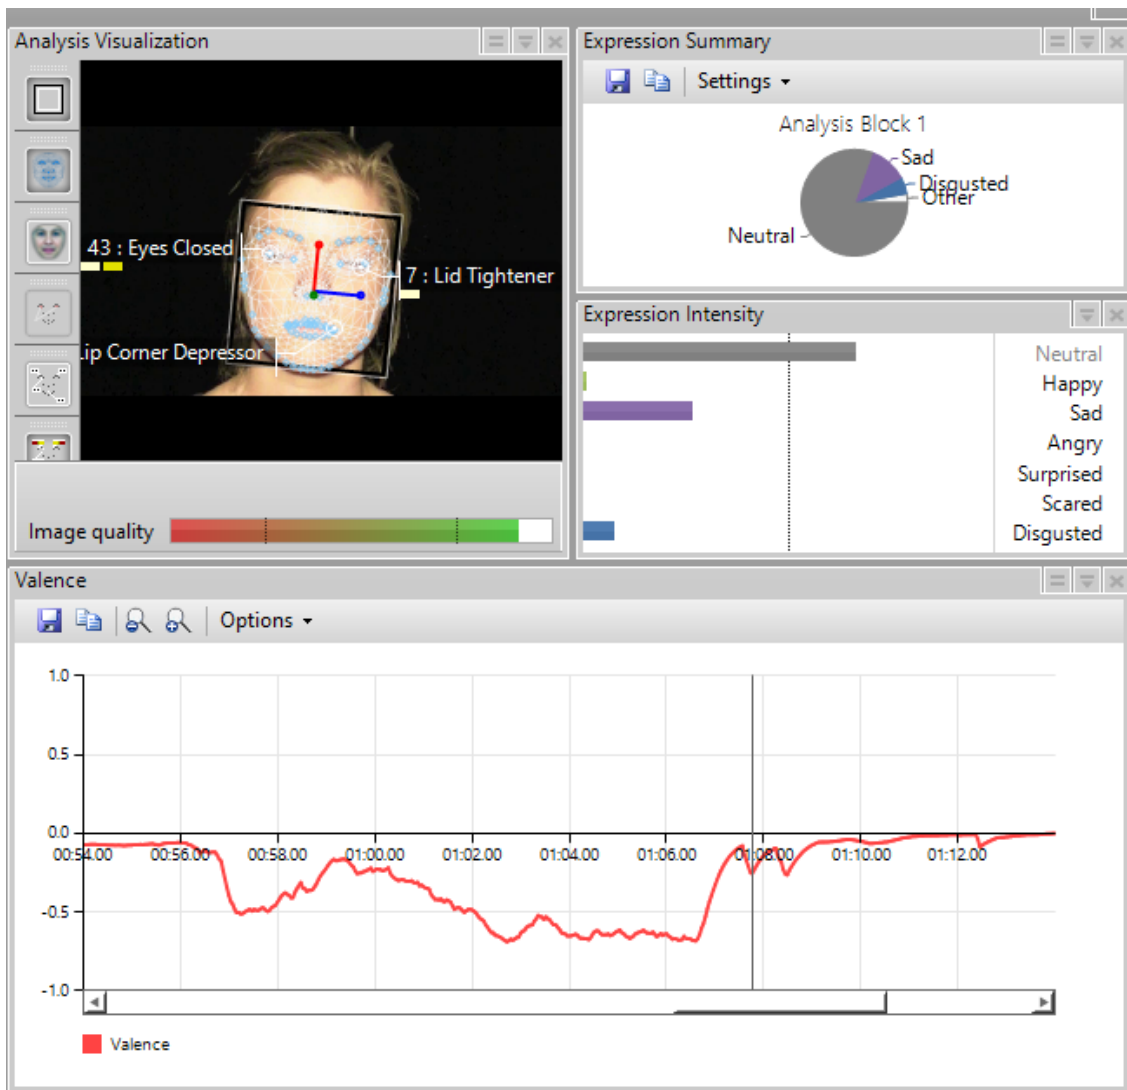 Analysis Visualization
43 : Eyes Closed
7 : Lid Tightener
Lip Corner Depressor
Image quality
Expression Summary
Settings
Analysis Block 1
Sad
Disgusted
Other
Neutral
Expression Intensity
Neutral
Happy
Sad
Angry
Surprised
Scared
Disgusted
Valence
Options
1.0
0.5
0.0
00:54.00 00:56.00 00:58.00 01:00.00 01:02.00 01:04.00 01:06.00 01:08.00 01:10.00 01:12.00
-0.5
-1.0
Valence